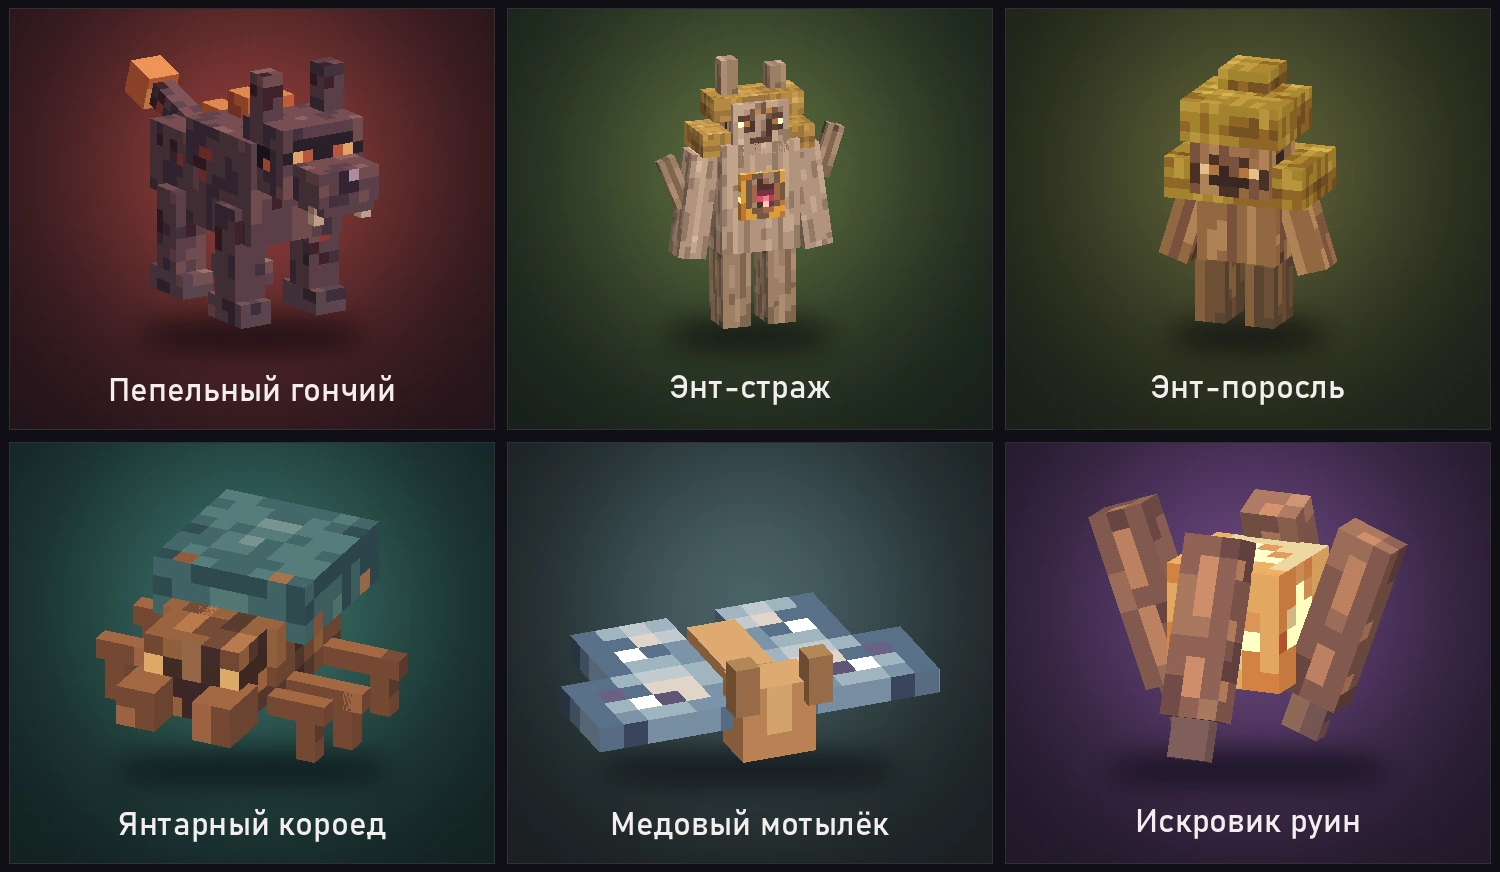 Пепельный гончий
Энт-страж
Энт-поросль
Янтарный короед
Медовый мотылёк
Искровик руин